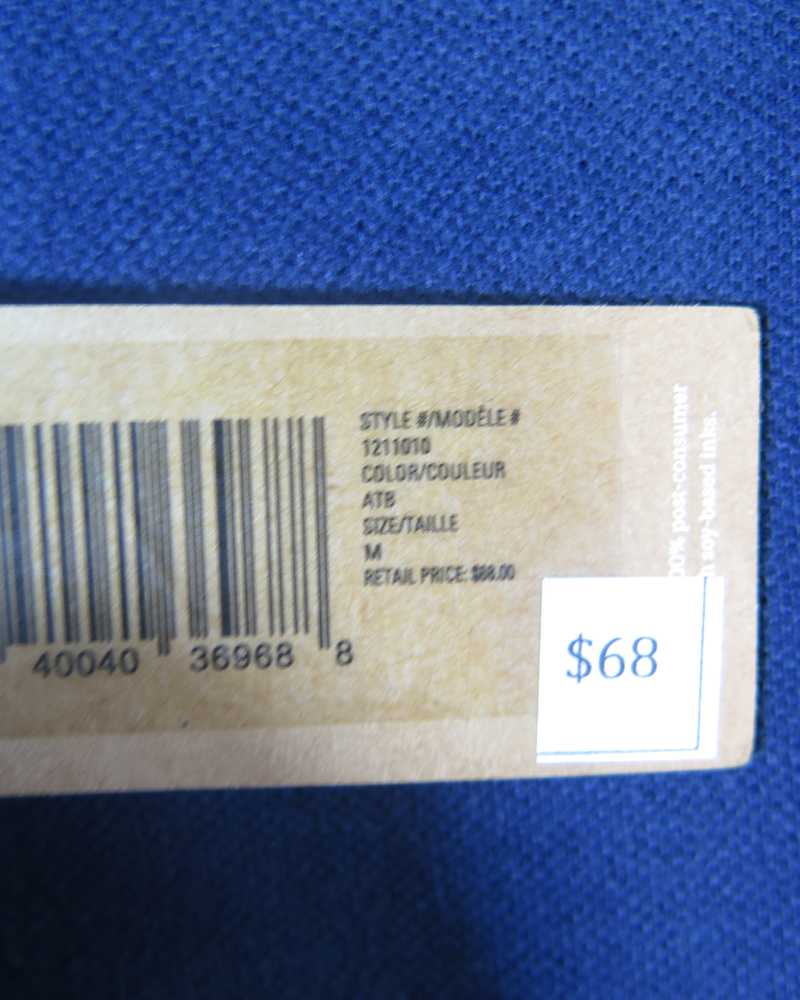 STYLE #/MODÈLE #
1211010
COLOR/COULEUR
ATB
SIZE/TAILLE
M
RETAIL PRICE: $68.00
40040 36968 8
$68
00% post-consumer
soy-based inks.